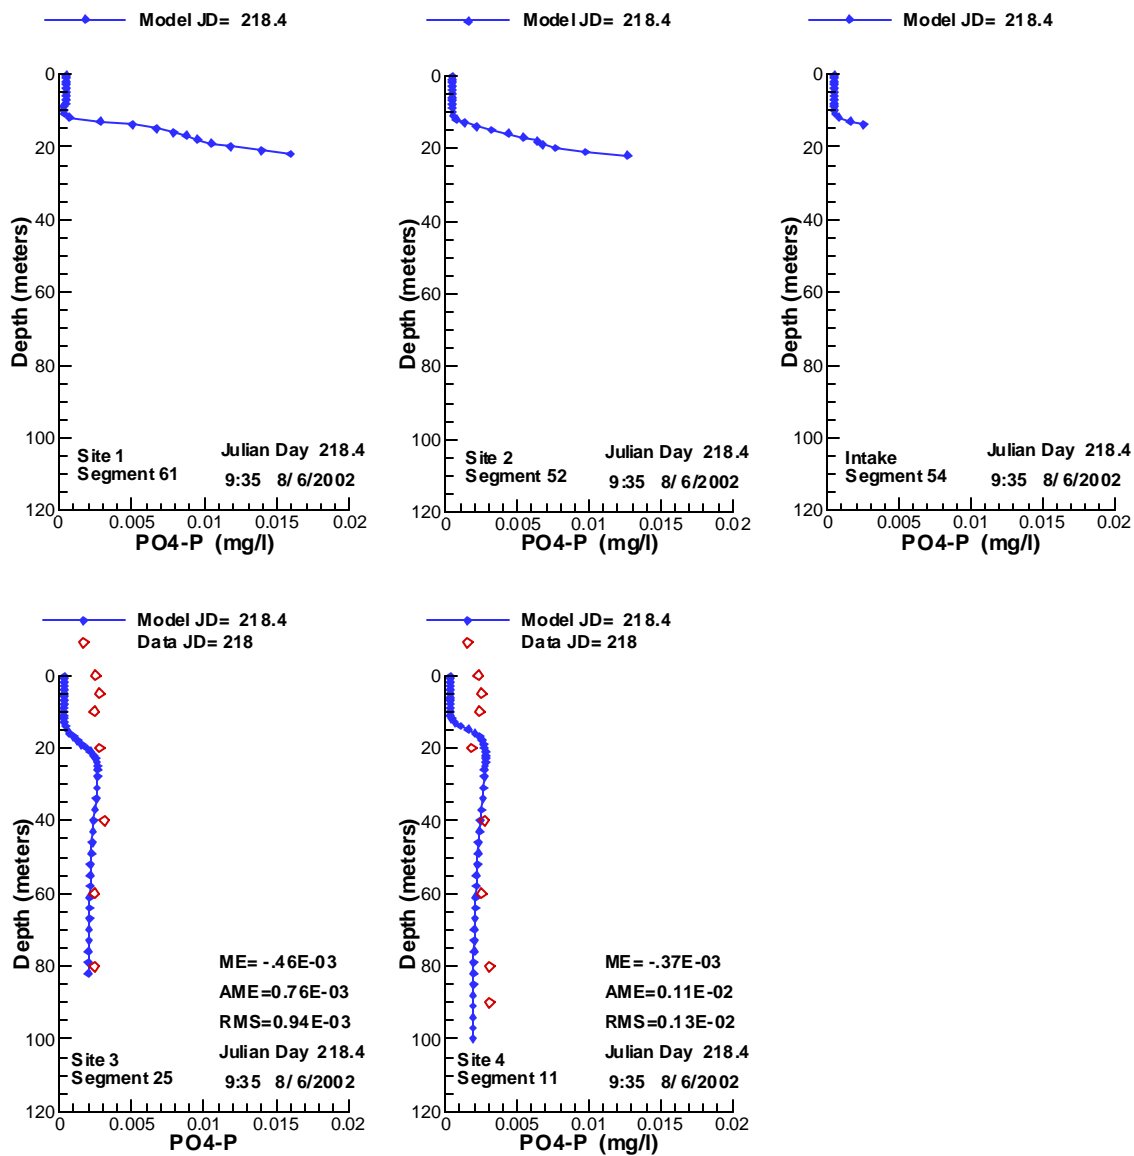 Model JD= 218.4
0
20
40
60
80
100
120
Depth (meters)
Site 1
Segment 61
Julian Day 218.4
9:35 8/ 6/2002
0 0.005 0.01 0.015 0.02
PO4-P (mg/l)
Model JD= 218.4
0
20
40
60
80
100
120
Depth (meters)
Site 2
Segment 52
Julian Day 218.4
9:35 8/ 6/2002
0 0.005 0.01 0.015 0.02
PO4-P (mg/l)
Model JD= 218.4
0
20
40
60
80
100
120
Depth (meters)
Intake
Segment 54
Julian Day 218.4
9:35 8/ 6/2002
0 0.005 0.01 0.015 0.02
PO4-P (mg/l)
Model JD= 218.4
Data JD= 218
0
20
40
60
80
100
120
Depth (meters)
ME= -.46E-03
AME=0.76E-03
RMS=0.94E-03
Site 3
Segment 25
Julian Day 218.4
9:35 8/ 6/2002
0 0.005 0.01 0.015 0.02
PO4-P
Model JD= 218.4
Data JD= 218
0
20
40
60
80
100
120
Depth (meters)
ME= -.37E-03
AME=0.11E-02
RMS=0.13E-02
Site 4
Segment 11
Julian Day 218.4
9:35 8/ 6/2002
0 0.005 0.01 0.015 0.02
PO4-P (mg/l)